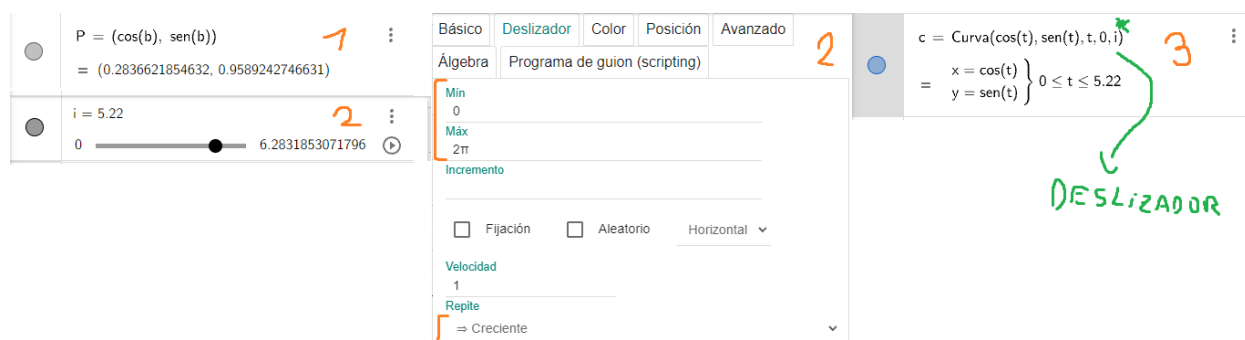 P = (cos(b), sen(b))
1
= (0.2836621854632, 0.9589242746631)
i = 5.22
2
0
6.2831853071796
Básico Deslizador Color Posición Avanzado
Álgebra Programa de guion (scripting)
2
Mín
0
Máx
2π
Incremento
Fijación Aleatorio Horizontal
Velocidad
1
Repite
⇒ Creciente
c = Curva(cos(t), sen(t), t, 0, i)*
3
= x = cos(t)
y = sen(t) } 0 ≤ t ≤ 5.22
DESLIZADOR